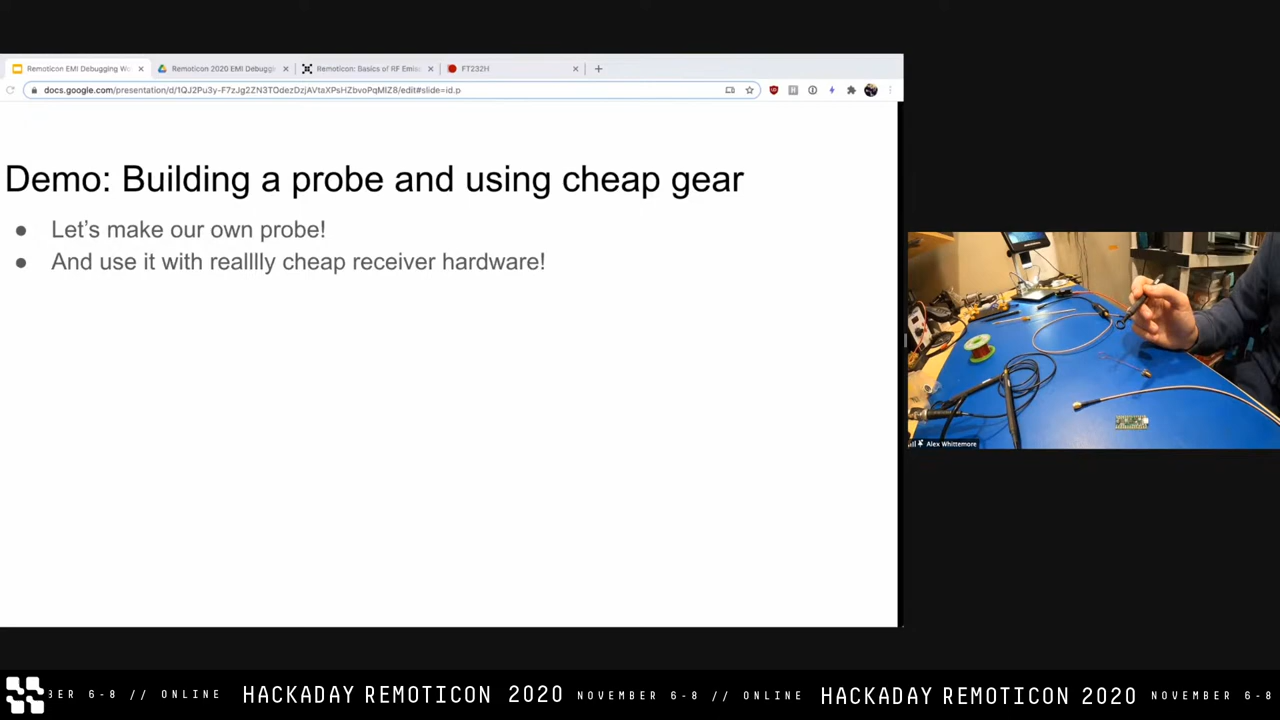 Remoticon EMI Debugging Wo
Remoticon 2020 EMI Debuggi
Remoticon: Basics of RF Emiss
FT232H
docs.google.com/presentation/d/1QJ2Pu3y-F7zJg2ZN3TOdezDzjAVtaXPsHZbvoPqMIZ8/edit#slide=id.p
Demo: Building a probe and using cheap gear
● Let's make our own probe!
● And use it with realllly cheap receiver hardware!
Alex Whittemore
BER 6-8 // ONLINE HACKADAY REMOTICON 2020 NOVEMBER 6-8 // ONLINE HACKADAY REMOTICON 2020 NOVEMBER 6-8